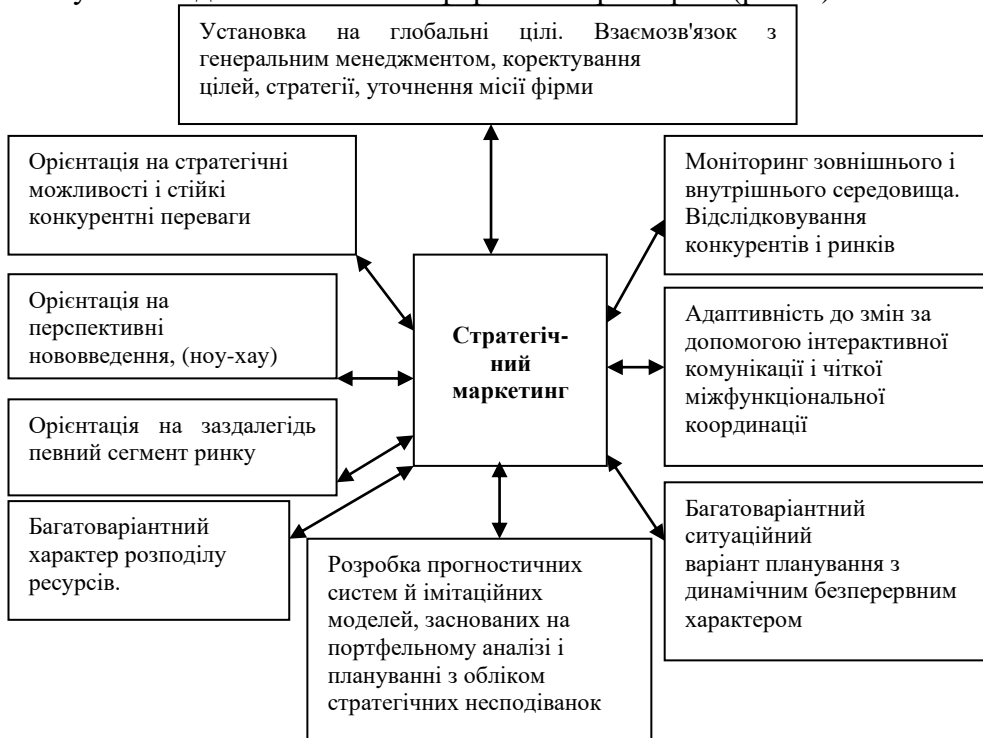 Установка на глобальні цілі. Взаємозв'язок з
генеральним менеджментом, коректування
цілей, стратегії, уточнення місії фірми
Орієнтація на стратегічні
можливості і стійкі
конкурентні переваги
Моніторинг зовнішнього і
внутрішнього середовища.
Відслідковування
конкурентів і ринків
Орієнтація на
перспективні
нововведення, (ноу-хау)
Стратегіч-
ний
маркетинг
Адаптивність до змін за
допомогою інтерактивної
комунікації і чіткої
міжфункціональної
координації
Орієнтація на заздалегідь
певний сегмент ринку
Багатоваріантний
характер розподілу
ресурсів.
Розробка прогностичних
систем й імітаційних
моделей, заснованих на
портфельному аналізі і
плануванні з обліком
стратегічних несподіванок
Багатоваріантний
ситуаційний
варіант планування з
динамічним безперервним
характером